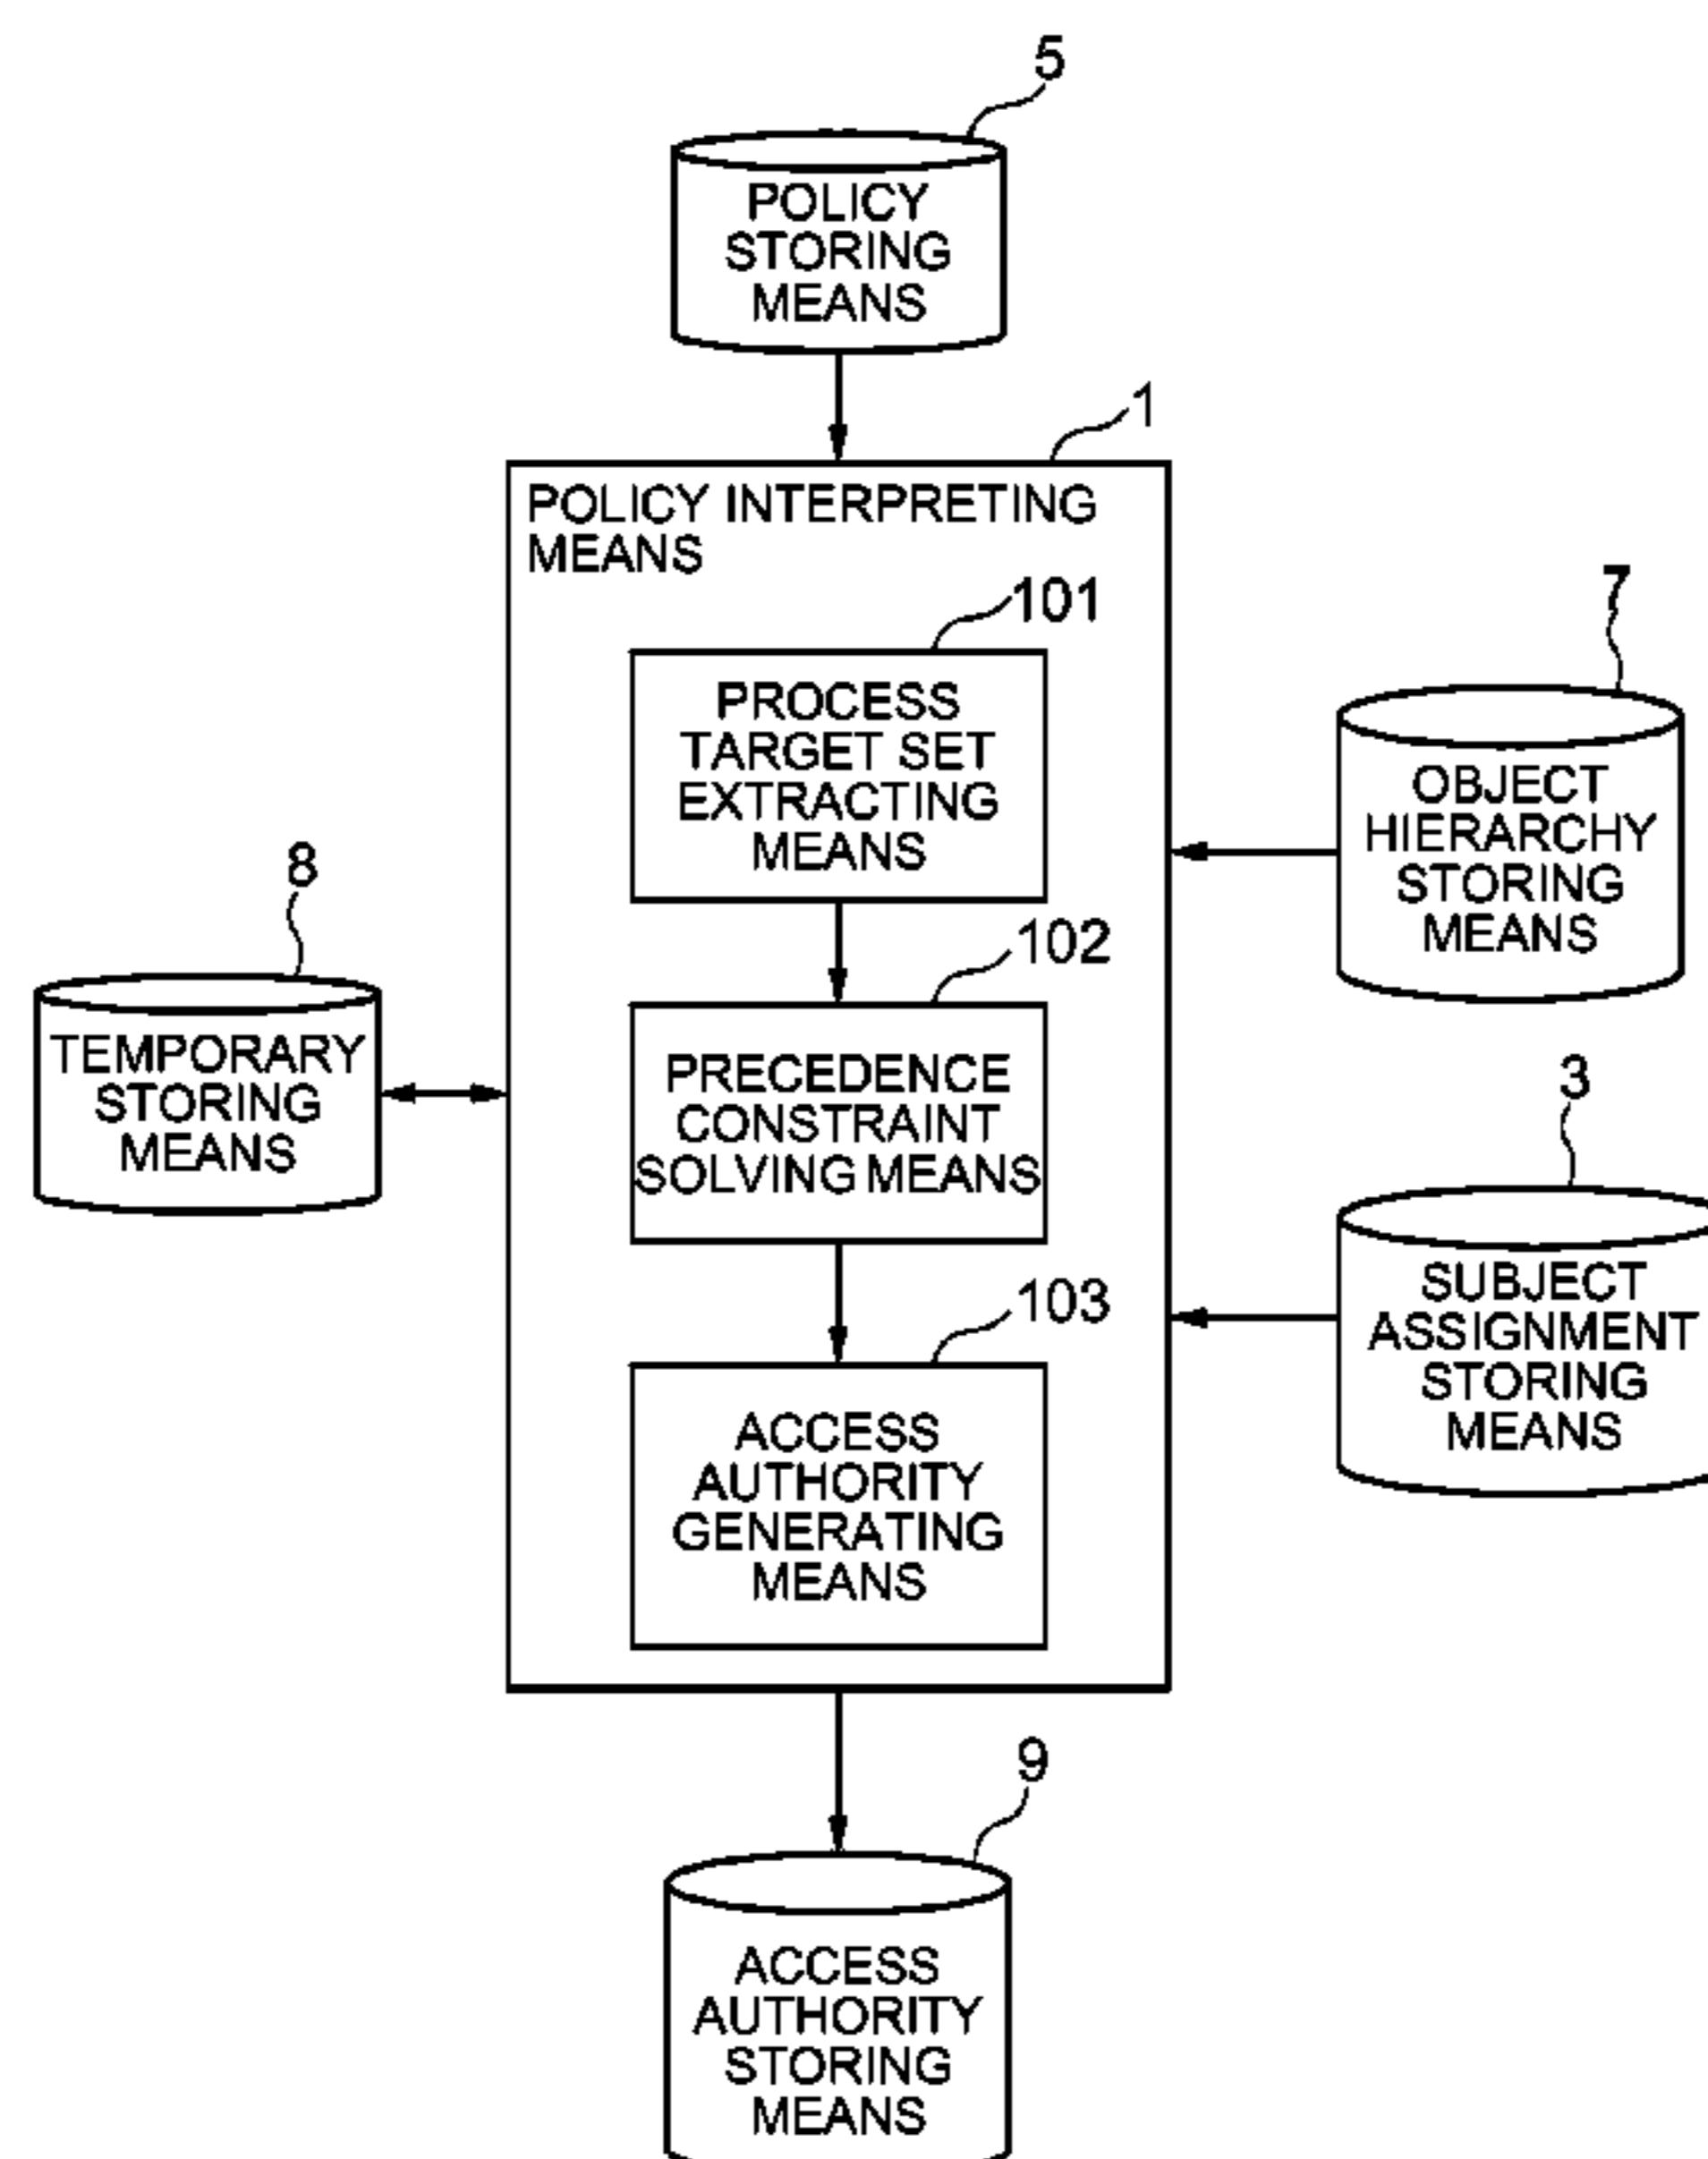 5
POLICY
STORING
MEANS
1
POLICY INTERPRETING
MEANS
101
PROCESS
TARGET SET
EXTRACTING
MEANS
7
OBJECT
HIERARCHY
STORING
MEANS
8
TEMPORARY
STORING
MEANS
102
PRECEDENCE
CONSTRAINT
SOLVING MEANS
3
SUBJECT
ASSIGNMENT
STORING
MEANS
103
ACCESS
AUTHORITY
GENERATING
MEANS
9
ACCESS
AUTHORITY
STORING
MEANS